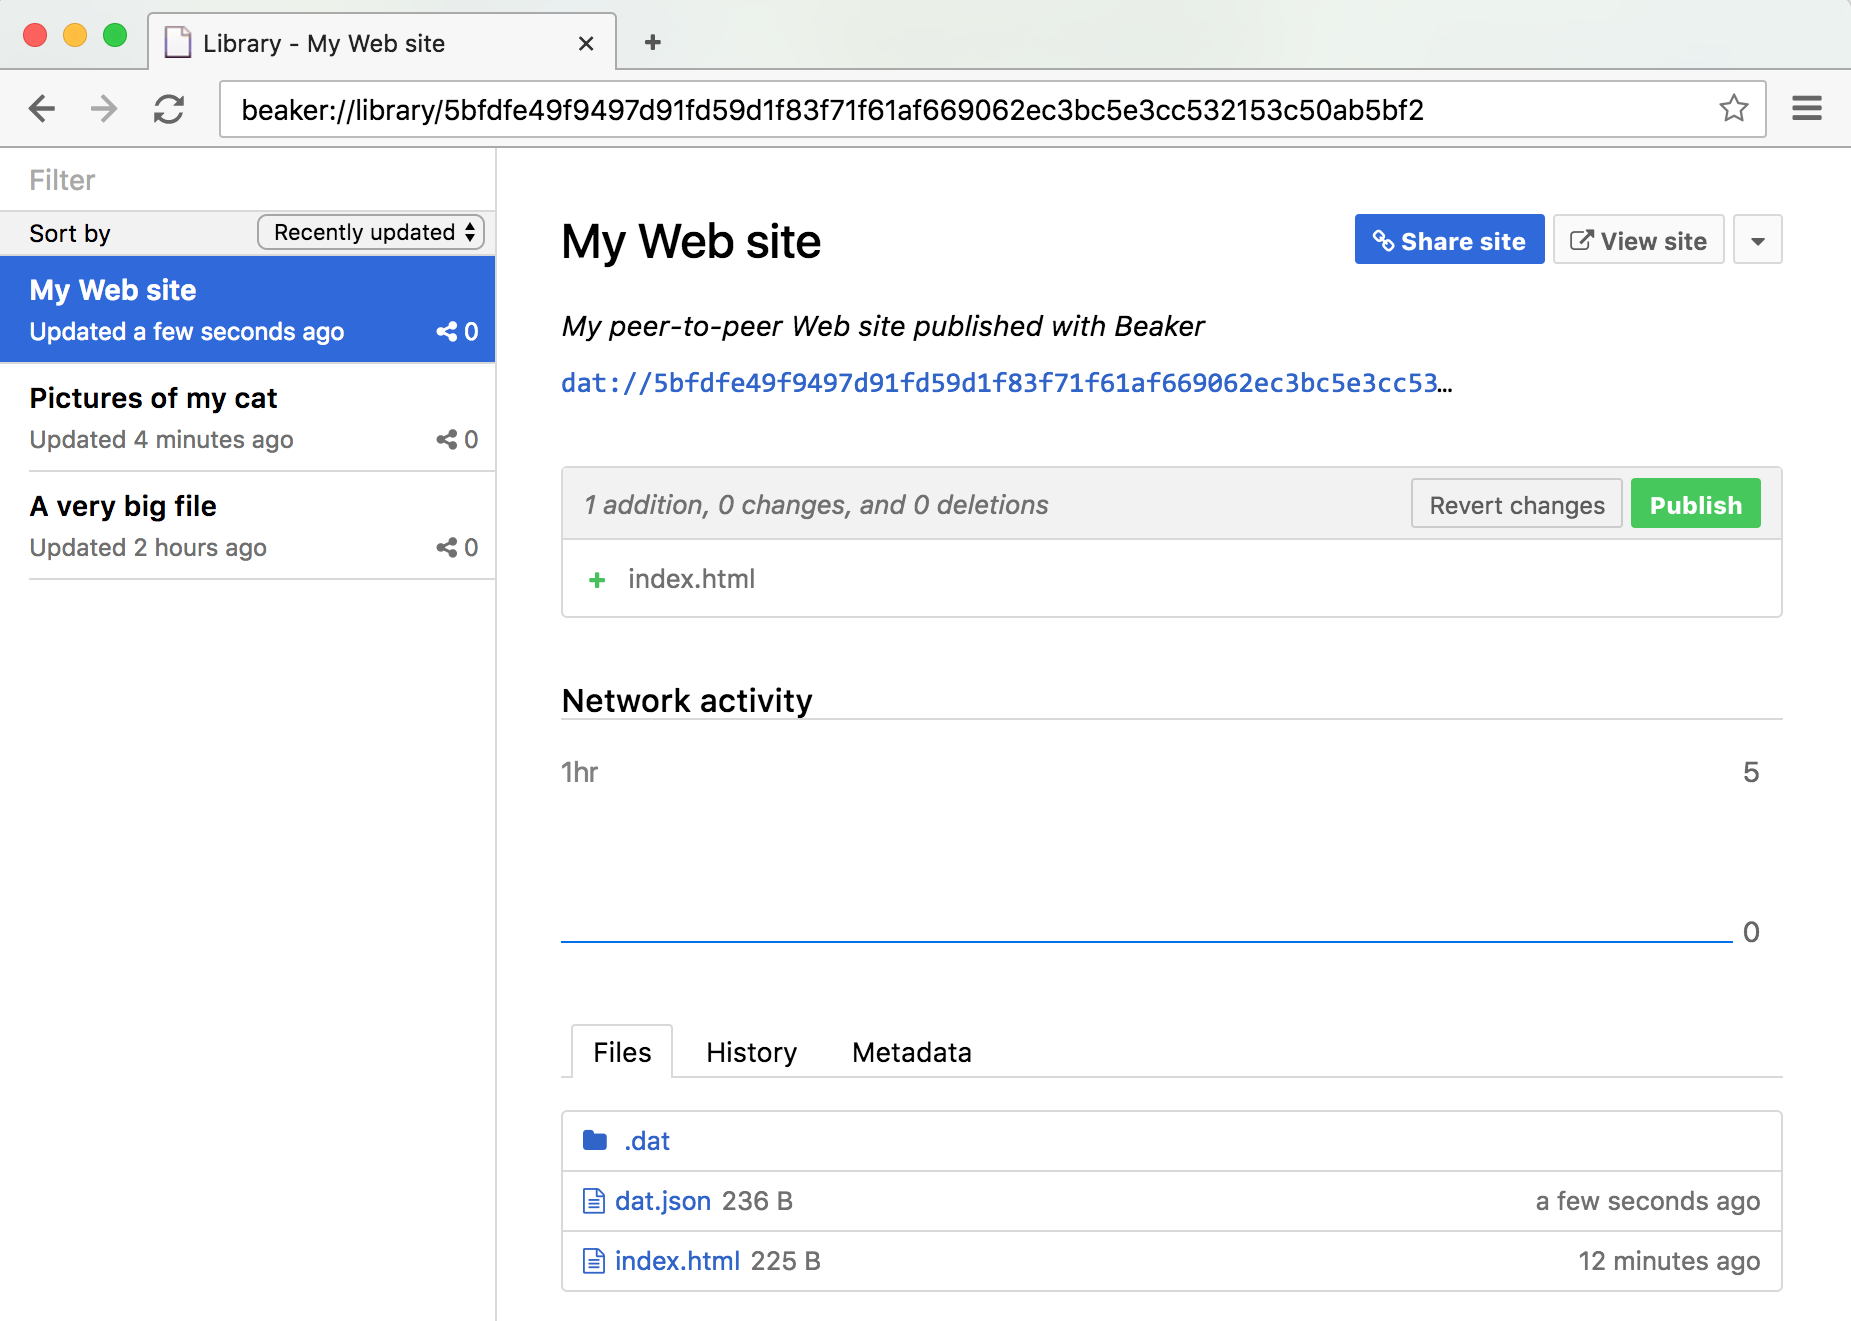 Library - My Web site
beaker://library/5bfdfe49f9497d91fd59d1f83f71f61af669062ec3bc5e3cc532153c50ab5bf2
Filter
Sort by Recently updated
My Web site
Updated a few seconds ago 0
Pictures of my cat
Updated 4 minutes ago 0
A very big file
Updated 2 hours ago 0
My Web site
Share site View site
My peer-to-peer Web site published with Beaker
dat://5bfdfe49f9497d91fd59d1f83f71f61af669062ec3bc5e3cc53…
1 addition, 0 changes, and 0 deletions Revert changes Publish
+ index.html
Network activity
1hr 5
0
Files History Metadata
.dat
dat.json 236 B a few seconds ago
index.html 225 B 12 minutes ago